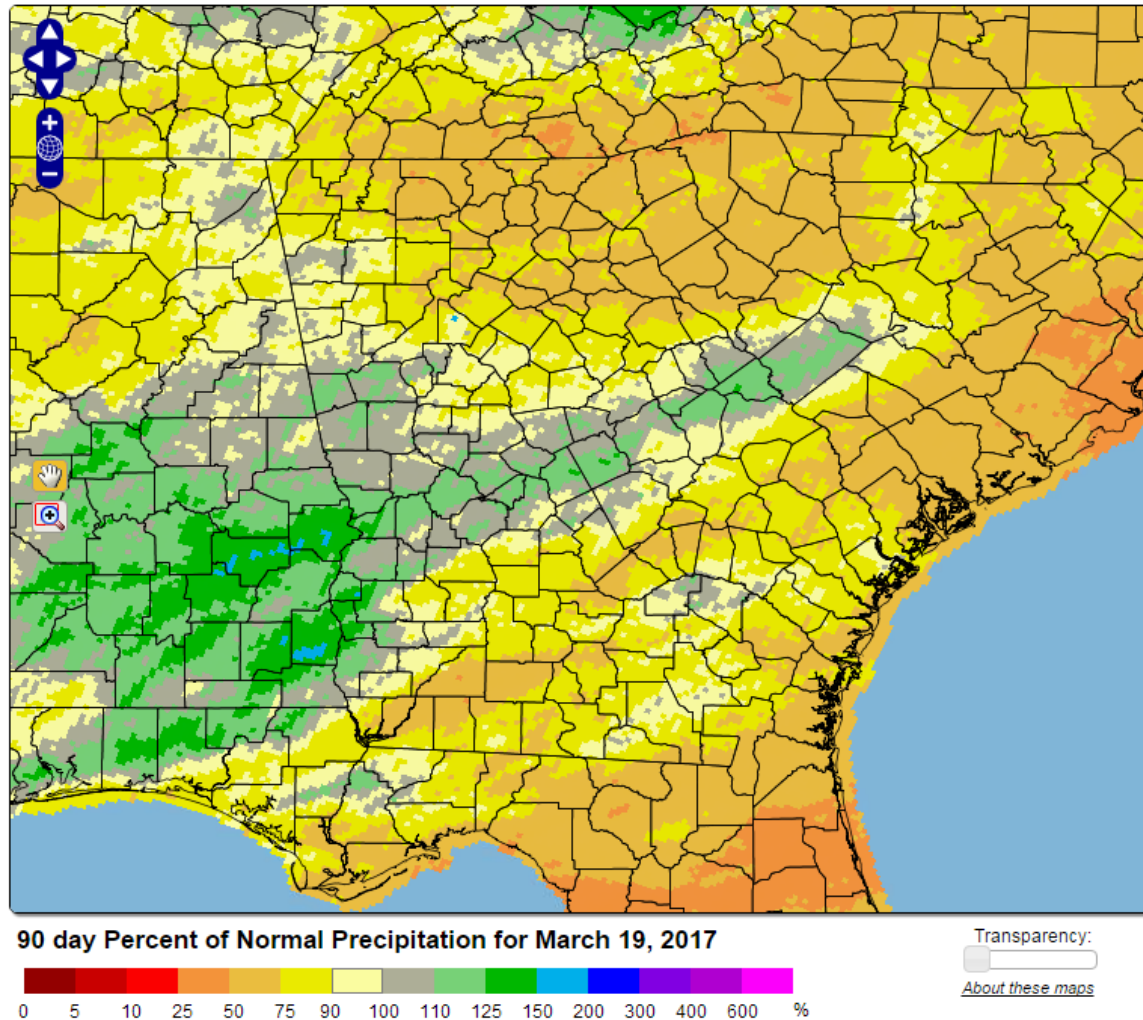 90 day Percent of Normal Precipitation for March 19, 2017
Transparency:
About these maps
0 5 10 25 50 75 90 100 110 125 150 200 300 400 600 %